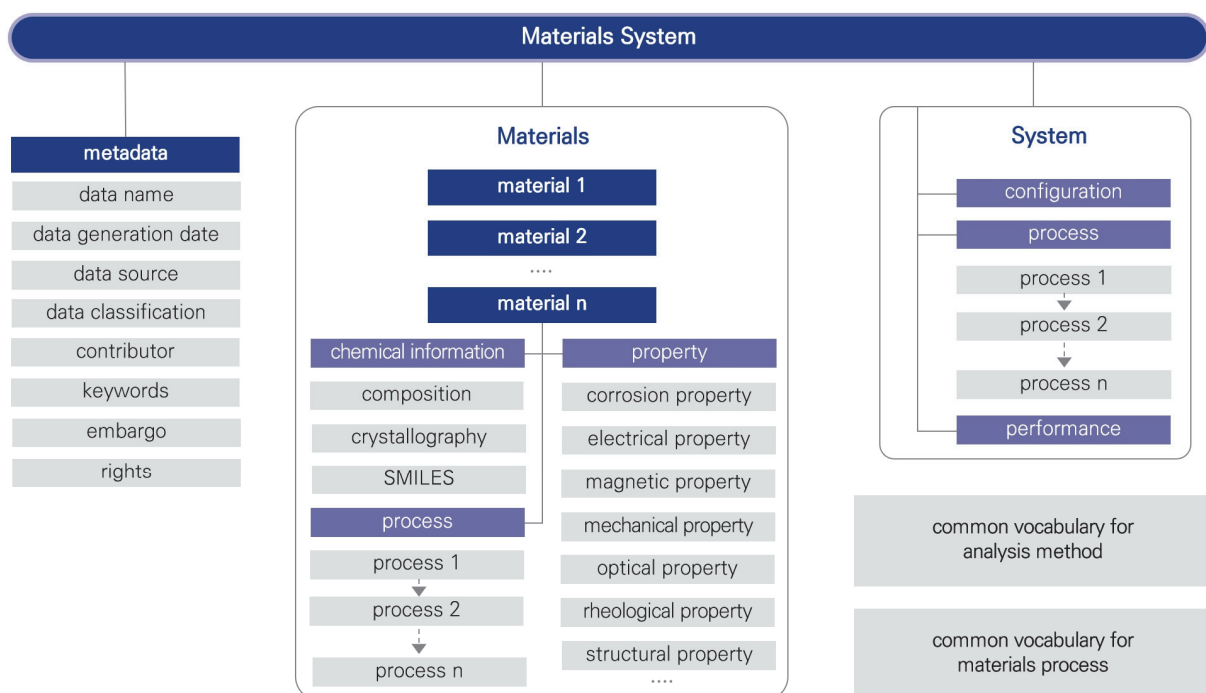 Materials System
metadata
data name
data generation date
data source
data classification
contributor
keywords
embargo
rights
Materials
material 1
material 2
....
material n
chemical information
composition
crystallography
SMILES
process
process 1
process 2
process n
property
corrosion property
electrical property
magnetic property
mechanical property
optical property
rheological property
structural property
....
System
configuration
process
process 1
process 2
process n
performance
common vocabulary for
analysis method
common vocabulary for
materials process